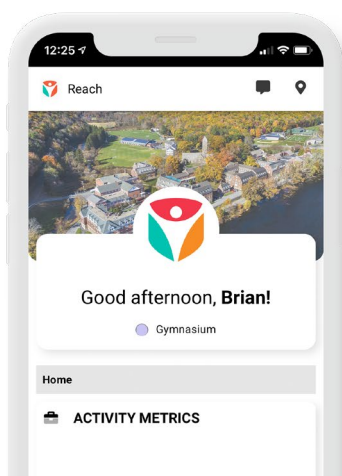 12:25
Reach
Good afternoon, Brian!
Gymnasium
Home
ACTIVITY METRICS